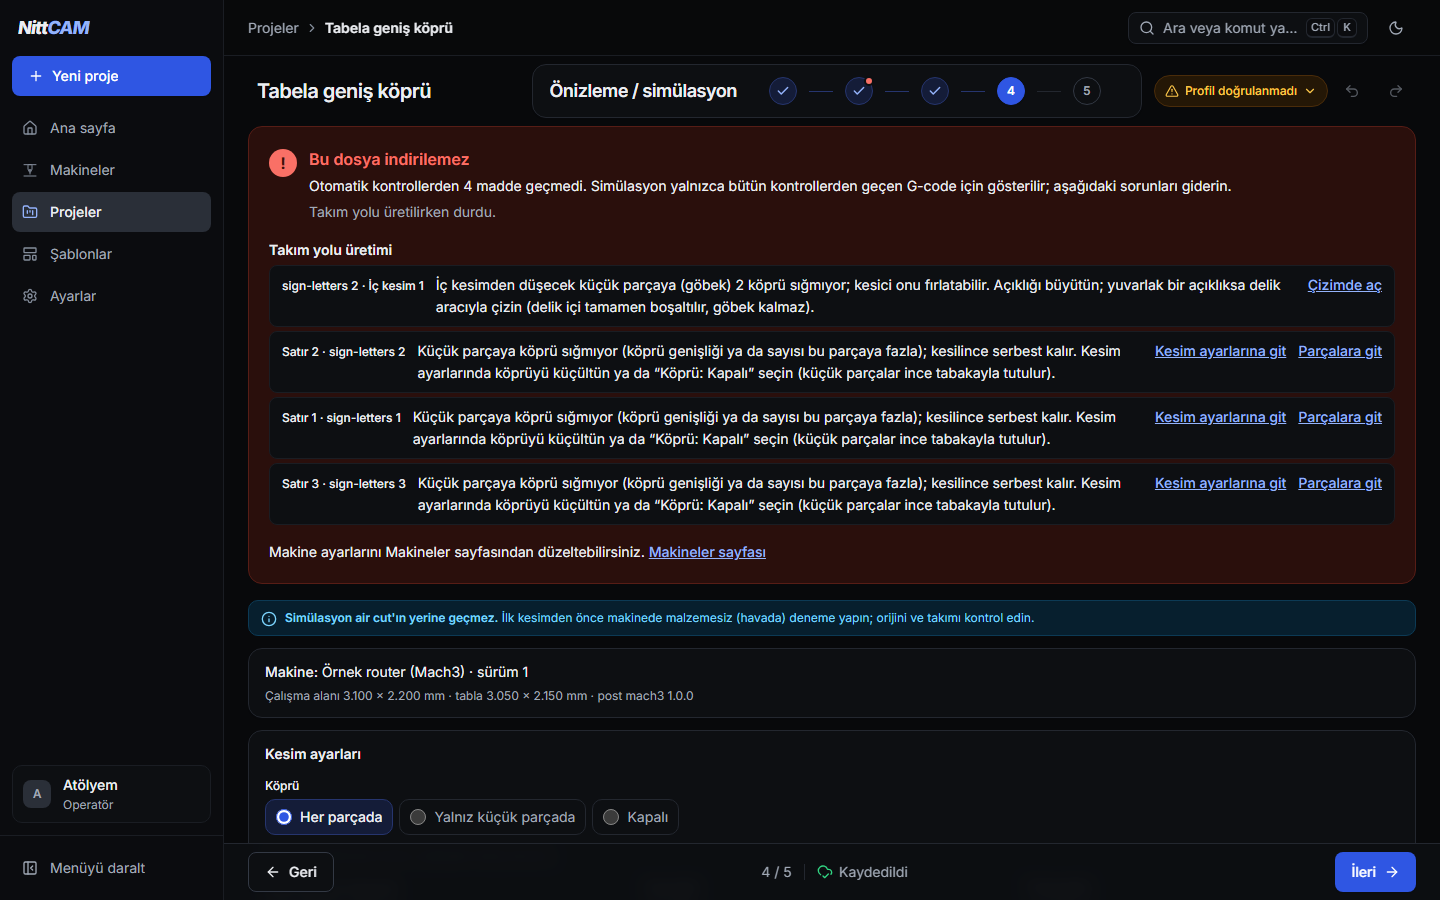 NittCAM
Projeler > Tabela geniş köprü
Ara veya komut ya... Ctrl K
Yeni proje
Ana sayfa
Makineler
Projeler
Şablonlar
Ayarlar
Tabela geniş köprü
Önizleme / simülasyon
4
5
Profil doğrulanmadı
Bu dosya indirilemez
Otomatik kontrollerden 4 madde geçmedi. Simülasyon yalnızca bütün kontrollerden geçen G-code için gösterilir; aşağıdaki sorunları giderin.
Takım yolu üretilirken durdu.
Takım yolu üretimi
sign-letters 2 · İç kesim 1 İç kesimden düşecek küçük parçaya (göbek) 2 köprü sığmıyor; kesici onu fırlatabilir. Açıklığı büyütün; yuvarlak bir açıklıksa delik Çizimde aç
aracıyla çizin (delik içi tamamen boşaltılır, göbek kalmaz).
Satır 2 · sign-letters 2 Küçük parçaya köprü sığmıyor (köprü genişliği ya da sayısı bu parçaya fazla); kesilince serbest kalır. Kesim Kesim ayarlarına git Parçalara git
ayarlarında köprüyü küçültün ya da “Köprü: Kapalı” seçin (küçük parçalar ince tabakayla tutulur).
Satır 1 · sign-letters 1 Küçük parçaya köprü sığmıyor (köprü genişliği ya da sayısı bu parçaya fazla); kesilince serbest kalır. Kesim Kesim ayarlarına git Parçalara git
ayarlarında köprüyü küçültün ya da “Köprü: Kapalı” seçin (küçük parçalar ince tabakayla tutulur).
Satır 3 · sign-letters 3 Küçük parçaya köprü sığmıyor (köprü genişliği ya da sayısı bu parçaya fazla); kesilince serbest kalır. Kesim Kesim ayarlarına git Parçalara git
ayarlarında köprüyü küçültün ya da “Köprü: Kapalı” seçin (küçük parçalar ince tabakayla tutulur).
Makine ayarlarını Makineler sayfasından düzeltebilirsiniz. Makineler sayfası
Simülasyon air cut'ın yerine geçmez. İlk kesimden önce makinede malzemesiz (havada) deneme yapın; orijini ve takımı kontrol edin.
Makine: Örnek router (Mach3) · sürüm 1
Çalışma alanı 3.100 × 2.200 mm · tabla 3.050 × 2.150 mm · post mach3 1.0.0
Kesim ayarları
Köprü
Her parçada
Yalnız küçük parçada
Kapalı
A
Atölyem
Operatör
Menüyü daralt
Geri
4 / 5
Kaydedildi
İleri